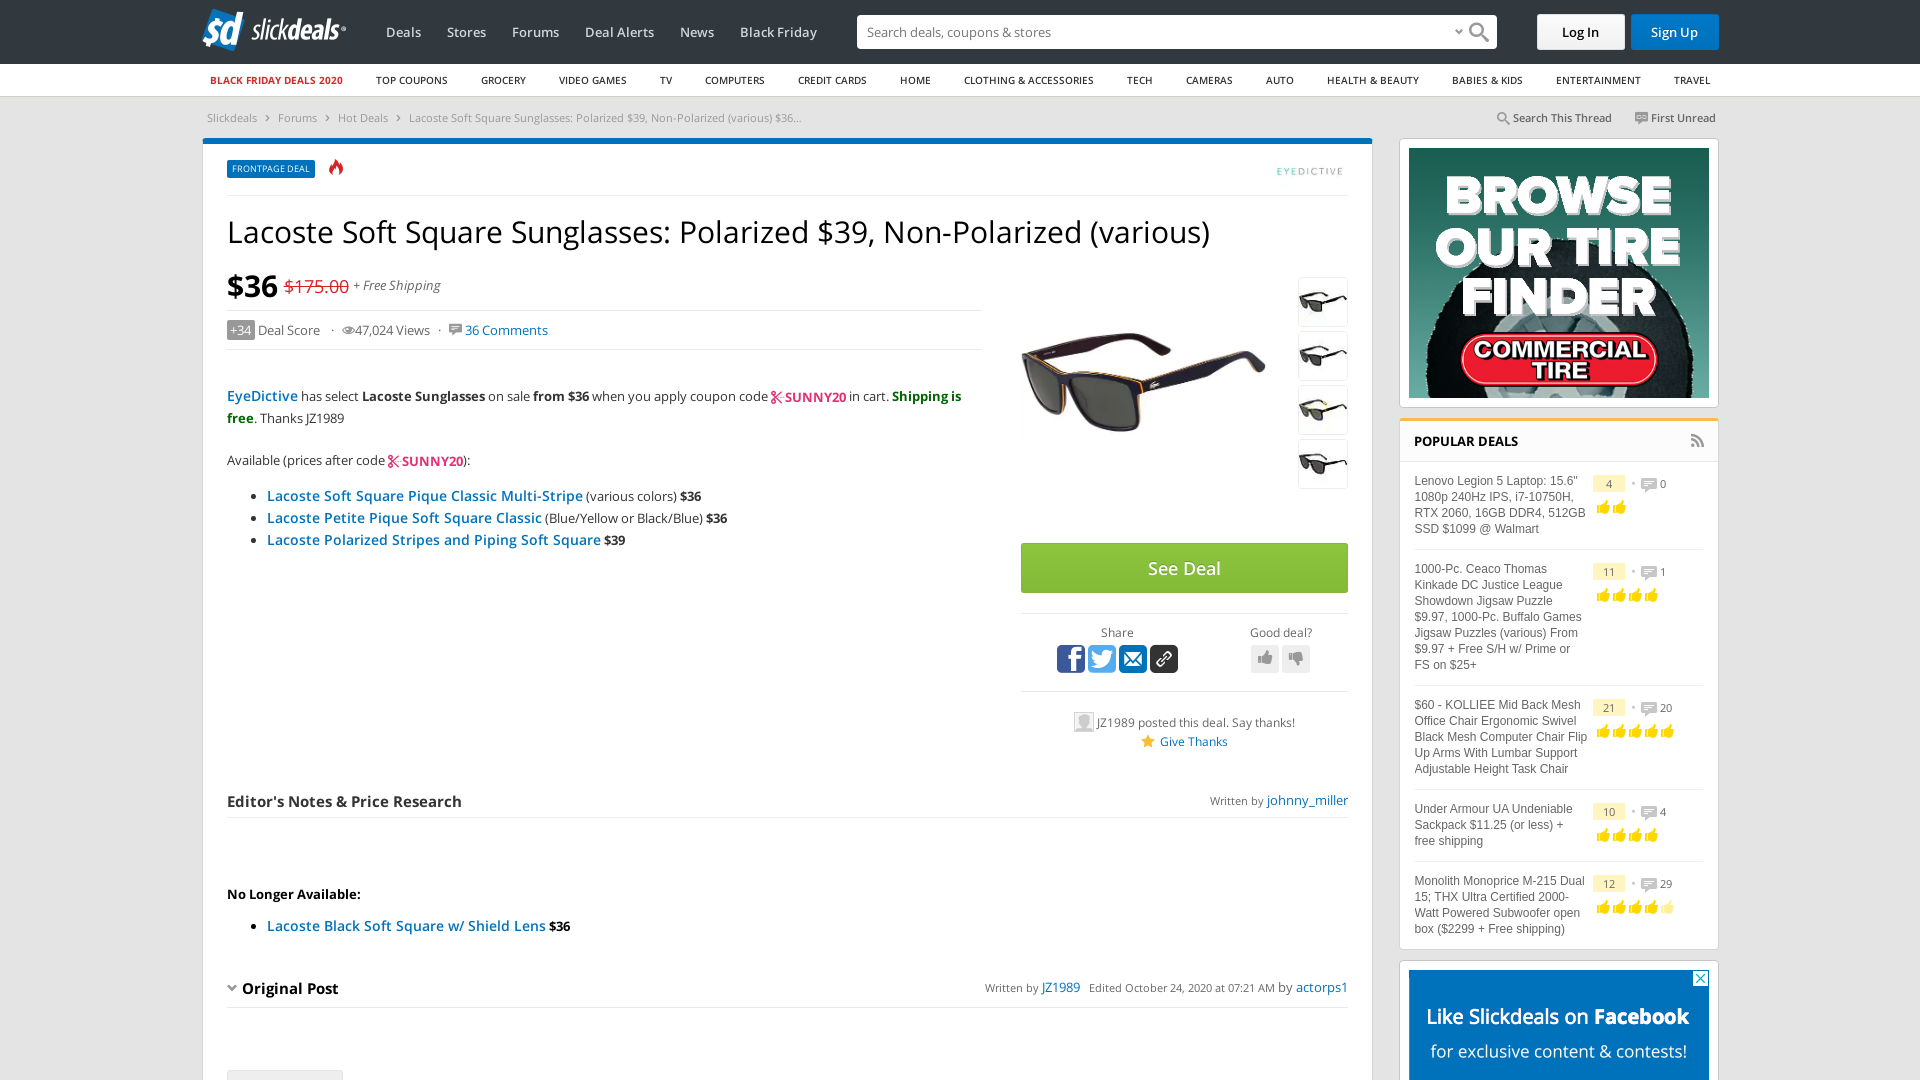 sd slickdeals
Deals Stores Forums Deal Alerts News Black Friday
Search deals, coupons & shares
Log In Sign Up
BLACK FRIDAY DEALS 2020 TOP COUPONS GROCERY VIDEO GAMES TV COMPUTERS CREDIT CARDS HOME CLOTHING & ACCESSORIES TECH CAMERAS AUTO HEALTH & BEAUTY BABIES & KIDS ENTERTAINMENT TRAVEL
Slickdeals Forums Hot Deals Lacoste Soft Square Sunglasses: Polarized $39, Non-Polarized (various) $36...
Search This Thread First Unread
FRONTPAGE DEAL
EYEDICTIVE
Lacoste Soft Square Sunglasses: Polarized $39, Non-Polarized (various)
$36 $175.00 + Free Shipping
+34 Deal Score · 47,024 Views · 36 Comments
EyeDictive has select Lacoste Sunglasses on sale from $36 when you apply coupon code SUNNY20 in cart. Shipping is
free. Thanks JZ1989
Available (prices after code SUNNY20):
Lacoste Soft Square Pique Classic Multi-Stripe (various colors) $36
Lacoste Petite Pique Soft Square Classic (Blue/Yellow or Black/Blue) $36
Lacoste Polarized Stripes and Piping Soft Square $39
See Deal
Share Good deal?
JZ1989 posted this deal. Say thanks!
Give Thanks
Editor's Notes & Price Research
Written by johnny_miller
No Longer Available:
Lacoste Black Soft Square w/ Shield Lens $36
Original Post
Written by JZ1989 Edited October 24, 2020 at 07:21 AM by actorps1
BROWSE
OUR TIRE
FINDER
COMMERCIAL
TIRE
POPULAR DEALS
Lenovo Legion 5 Laptop: 15.6"
1080p 240Hz IPS, i7-10750H,
RTX 2060, 16GB DDR4, 512GB
SSD $1099 @ Walmart
4 • 0
1000-Pc. Ceaco Thomas
Kinkade DC Justice League
Showdown Jigsaw Puzzle
$9.97, 1000-Pc. Buffalo Games
Jigsaw Puzzles (various) From
$9.97 + Free S/H w/ Prime or
FS on $25+
11 • 1
$60 - KOLLIEE Mid Back Mesh
Office Chair Ergonomic Swivel
Black Mesh Computer Chair Flip
Up Arms With Lumbar Support
Adjustable Height Task Chair
21 • 20
Under Armour UA Undeniable
Sackpack $11.25 (or less) +
free shipping
10 • 4
Monolith Monoprice M-215 Dual
15; THX Ultra Certified 2000-
Watt Powered Subwoofer open
box ($2299 + Free shipping)
12 • 29
Like Slickdeals on Facebook
for exclusive content & contests!